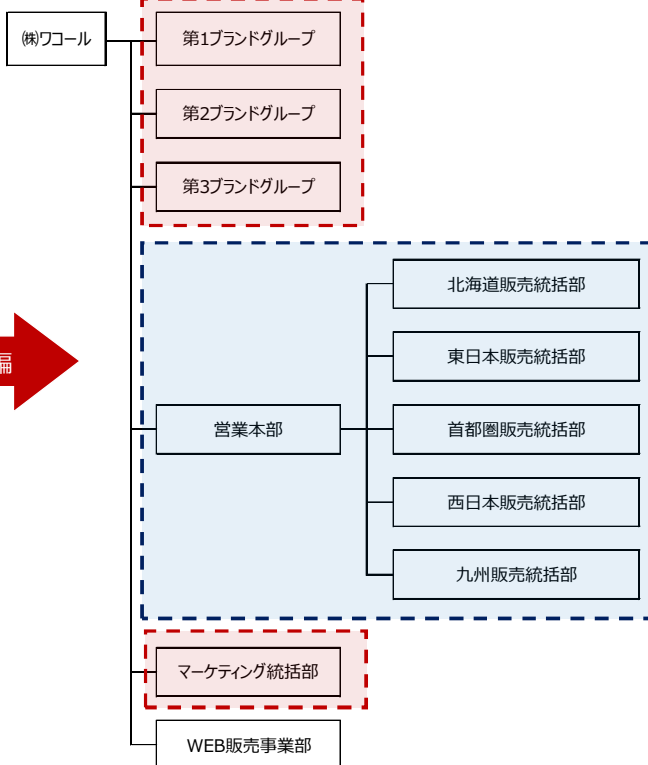 ㈱ワコール
第1ブランドグループ
第2ブランドグループ
第3ブランドグループ
北海道販売統括部
東日本販売統括部
編
営業本部
首都圏販売統括部
西日本販売統括部
九州販売統括部
マーケティング統括部
WEB販売事業部